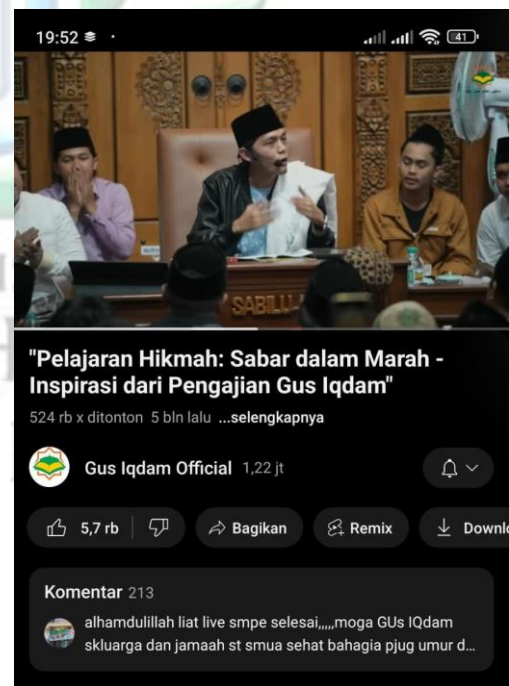 19:52
41
SABILU
"Pelajaran Hikmah: Sabar dalam Marah -
Inspirasi dari Pengajian Gus Iqdam"
524 rb x ditonton 5 bln lalu ...selengkapnya
Gus Iqdam Official 1,22 jt
5,7 rb
Bagikan
Remix
Downlo
Komentar 213
alhamdulillah liat live smpe selesai,,,,,moga GUs IQdam
skluarga dan jamaah st smua sehat bahagia pjug umur d...